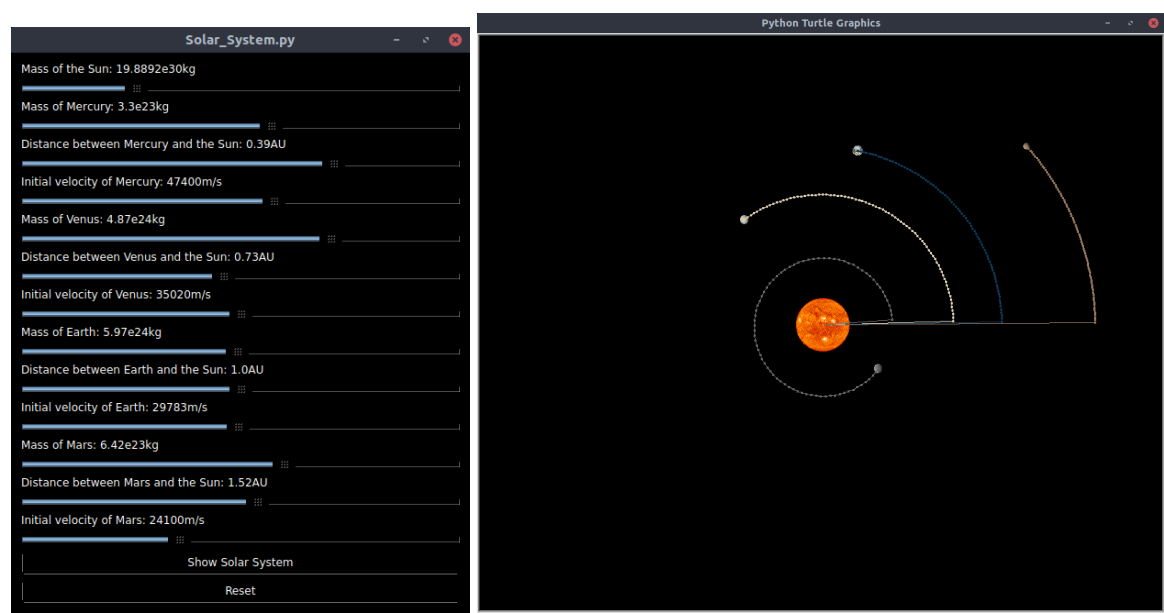 Solar_System.py
Mass of the Sun: 19.8892e30kg
Mass of Mercury: 3.3e23kg
Distance between Mercury and the Sun: 0.39AU
Initial velocity of Mercury: 47400m/s
Mass of Venus: 4.87e24kg
Distance between Venus and the Sun: 0.73AU
Initial velocity of Venus: 35020m/s
Mass of Earth: 5.97e24kg
Distance between Earth and the Sun: 1.0AU
Initial velocity of Earth: 29783m/s
Mass of Mars: 6.42e23kg
Distance between Mars and the Sun: 1.52AU
Initial velocity of Mars: 24100m/s
Show Solar System
Reset
Python Turtle Graphics